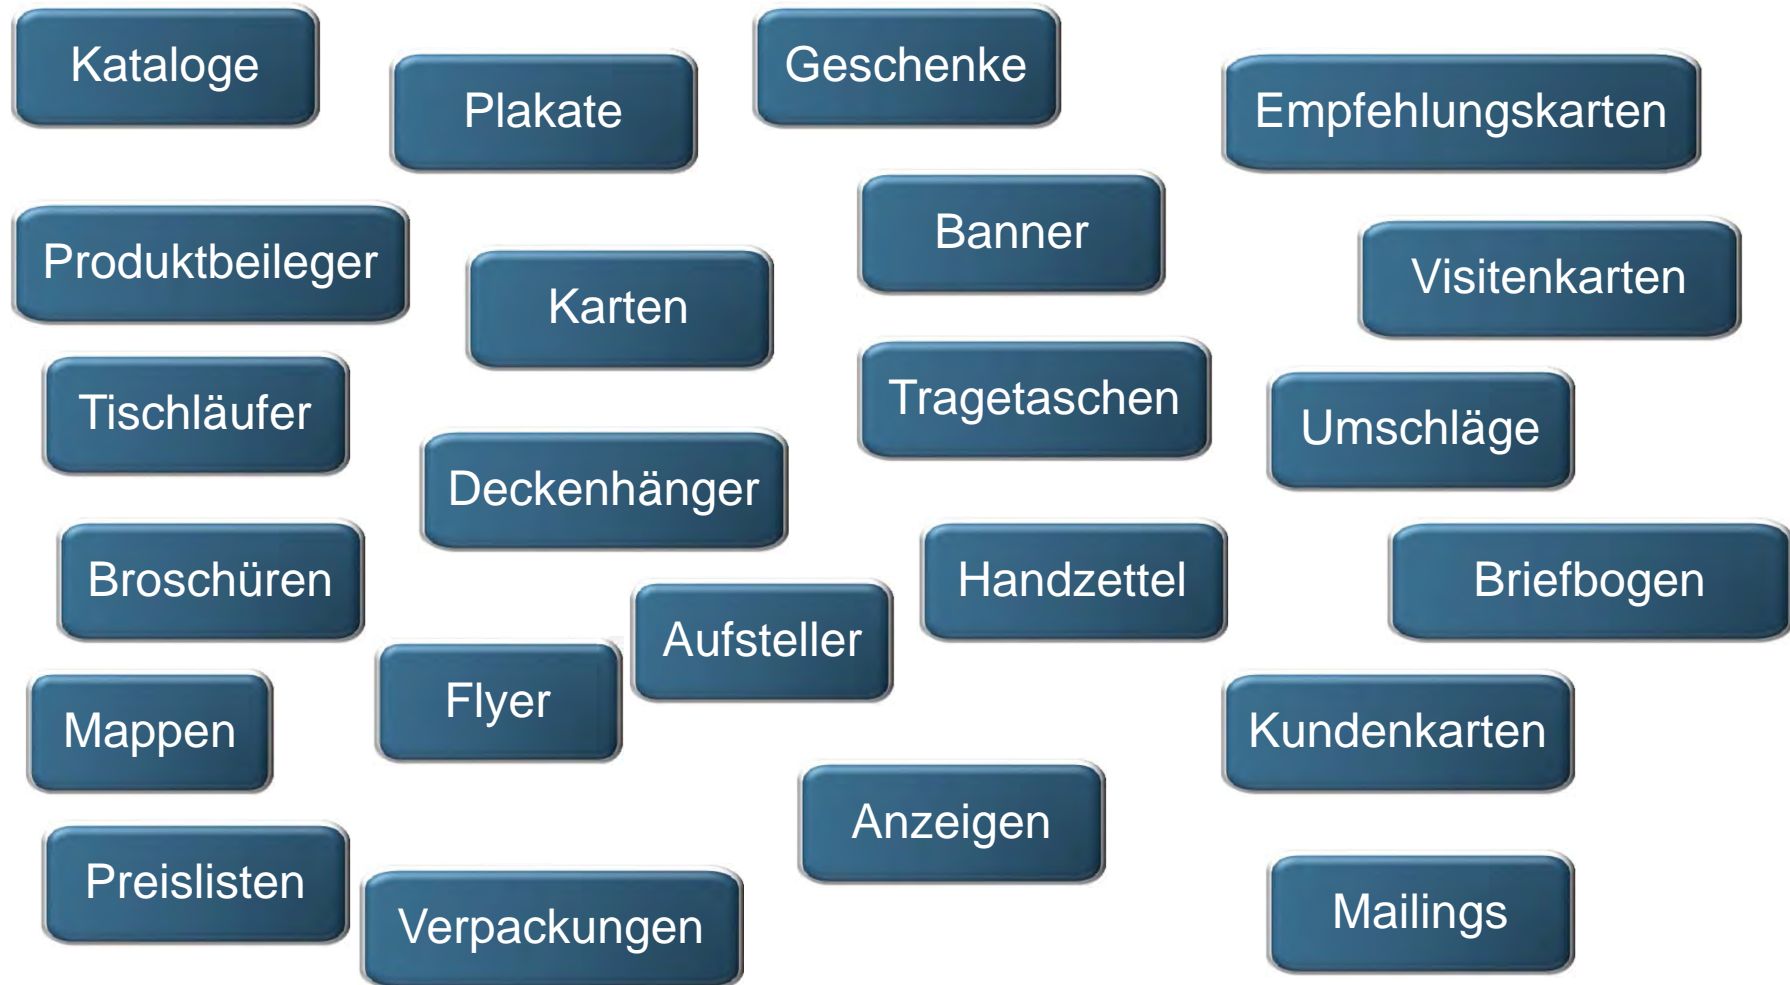 Kataloge
Plakate
Geschenke
Empfehlungskarten
Produktbeileger
Karten
Banner
Visitenkarten
Tischläufer
Deckenhänger
Tragetaschen
Umschläge
Broschüren
Aufsteller
Handzettel
Briefbogen
Mappen
Flyer
Anzeigen
Kundenkarten
Preislisten
Verpackungen
Mailings